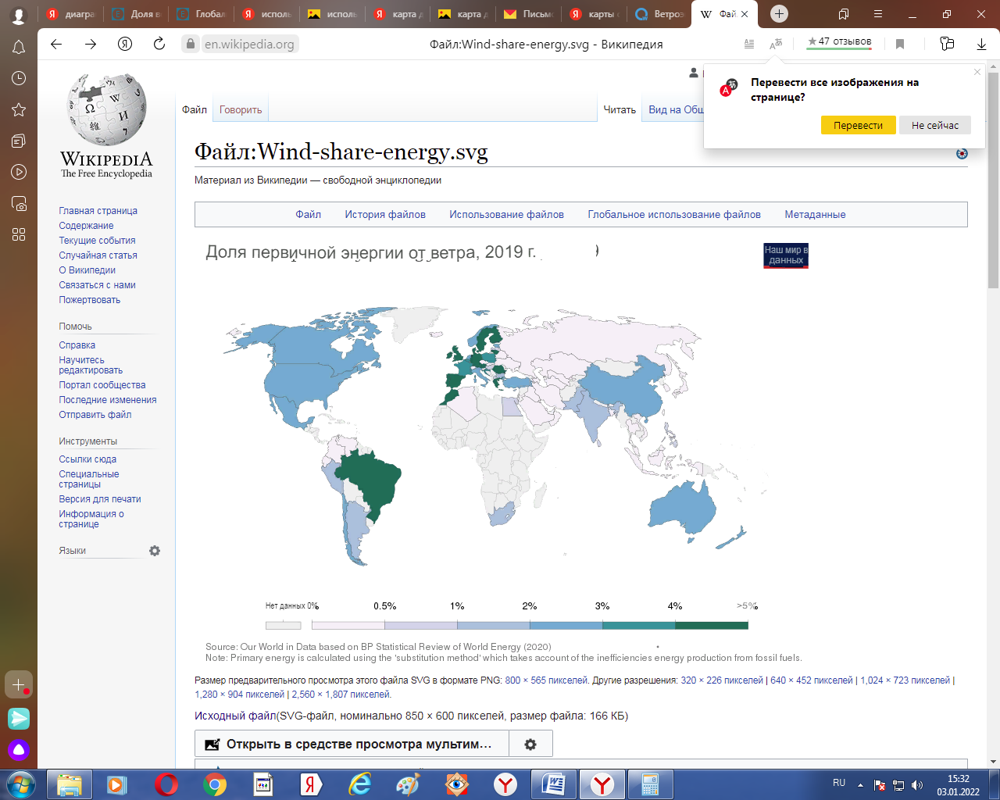 диагра
Доля в
Глобал
исполь
исполь
карта д
карта д
Письмо
карты с
Ветроэ
Фай
en.wikipedia.org
Файл:Wind-share-energy.svg - Википедия
47 отзывов
Перевести все изображения на
странице?
Перевести
Не сейчас
Файл
Говорить
Читать
Вид на Общ
WIKIPEDIA
The Free Encyclopedia
Файл:Wind-share-energy.svg
Материал из Википедии — свободной энциклопедии
Главная страница
Содержание
Текущие события
Случайная статья
О Википедии
Связаться с нами
Пожертвовать
Помочь
Справка
Научитесь
редактировать
Портал сообщества
Последние изменения
Отправить файл
Инструменты
Ссылки сюда
Специальные
страницы
Версия для печати
Информация о
странице
Языки
Файл
История файлов
Использование файлов
Глобальное использование файлов
Метаданные
Доля первичной энергии от ветра, 2019 г.
Наш мир в
данных
Нет данных 0%
0.5%
1%
2%
3%
4%
>5%
Source: Our World in Data based on BP Statistical Review of World Energy (2020)
Note: Primary energy is calculated using the 'substitution method' which takes account of the inefficiencies energy production from fossil fuels.
Размер предварительного просмотра этого файла SVG в формате PNG: 800 × 565 пикселей. Другие разрешения: 320 × 226 пикселей | 640 × 452 пикселей | 1,024 × 723 пикселей |
1,280 × 904 пикселей | 2,560 × 1,807 пикселей.
Исходный файл(SVG-файл, номинально 850 × 600 пикселей, размер файла: 166 КБ)
Открыть в средстве просмотра мультим…
RU
15:32
03.01.2022